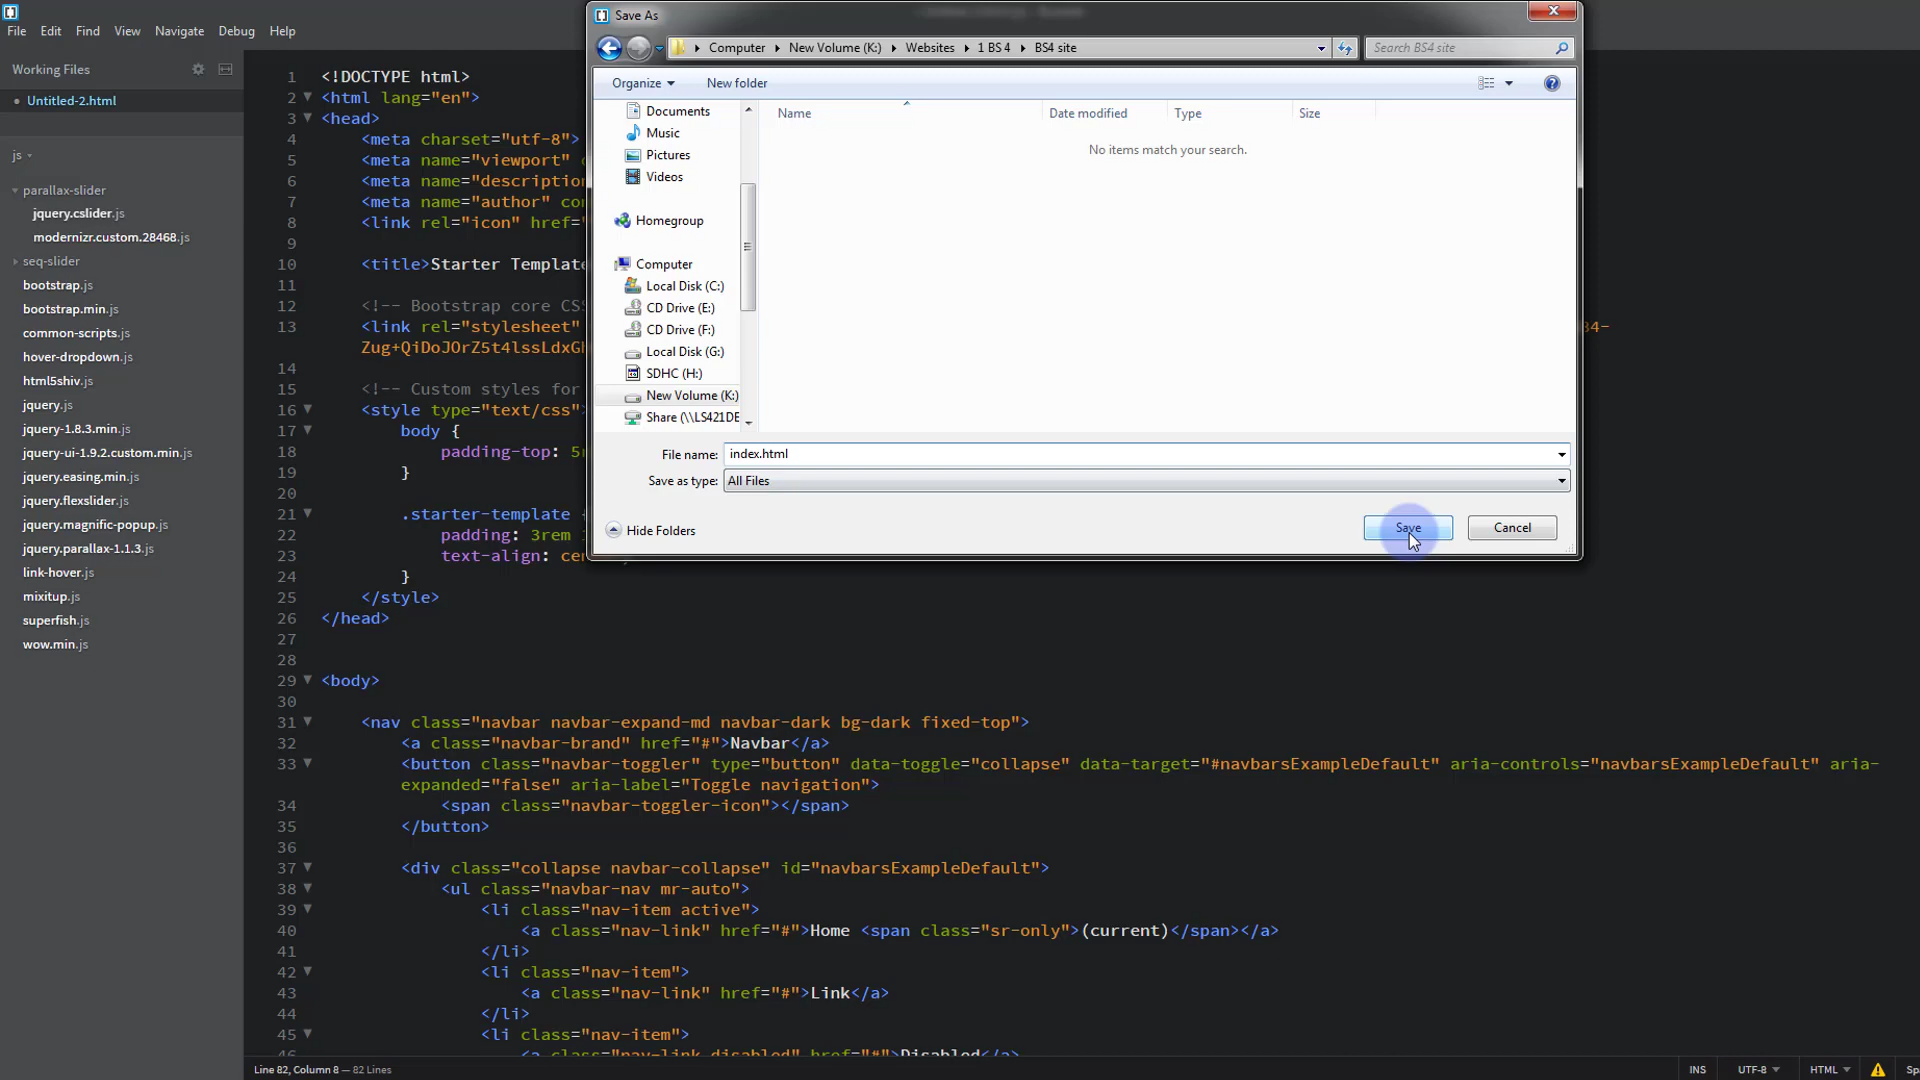 File Edit Find View Navigate Debug Help
Working Files
Untitled-2.html
js
parallax-slider
jquery.cslider.js
modernizr.custom.28468.js
seq-slider
bootstrap.js
bootstrap.min.js
common-scripts.js
hover-dropdown.js
html5shiv.js
jquery.js
jquery-1.8.3.min.js
jquery-ui-1.9.2.custom.min.js
jquery.easing.min.js
jquery.flexslider.js
jquery.magnific-popup.js
jquery.parallax-1.1.3.js
link-hover.js
mixitup.js
superfish.js
wow.min.js
Save As
Computer New Volume (K:) Websites 1 BS 4 BS4 site Search BS4 site
Organize New folder
Name Date modified Type Size
No items match your search.
Documents
Music
Pictures
Videos
Homegroup
Computer
Local Disk (C:)
CD Drive (E:)
CD Drive (F:)
Local Disk (G:)
SDHC (H:)
New Volume (K:)
Share (\\LS421DE
File name: index.html
Save as type: All Files
Hide Folders Save Cancel
1 <!DOCTYPE html>
2 <html lang="en">
3 <head>
4 <meta charset="utf-8">
5 <meta name="viewport"
6 <meta name="description
7 <meta name="author" co
8 <link rel="icon" href=
9
10 <title>Starter Template
11
12 <!-- Bootstrap core CSS
13 <link rel="stylesheet" 84-
Zug+QiDoJOrZ5t4lssLdxG
14
15 <!-- Custom styles for
16 <style type="text/css"
17 body {
18 padding-top: 5
19 }
20
21 .starter-template {
22 padding: 3rem
23 text-align: ce
24 }
25 </style>
26 </head>
27
28
29 <body>
30
31 <nav class="navbar navbar-expand-md navbar-dark bg-dark fixed-top">
32 <a class="navbar-brand" href="#">Navbar</a>
33 <button class="navbar-toggler" type="button" data-toggle="collapse" data-target="#navbarsExampleDefault" aria-controls="navbarsExampleDefault" aria-
expanded="false" aria-label="Toggle navigation">
34 <span class="navbar-toggler-icon"></span>
35 </button>
36
37 <div class="collapse navbar-collapse" id="navbarsExampleDefault">
38 <ul class="navbar-nav mr-auto">
39 <li class="nav-item active">
40 <a class="nav-link" href="#">Home <span class="sr-only">(current)</span></a>
41 </li>
42 <li class="nav-item">
43 <a class="nav-link" href="#">Link</a>
44 </li>
45 <li class="nav-item">
46 <a class="nav-link disabled" href="#">Disabled</a>
Line 82, Column 8 — 82 Lines INS UTF-8 HTML Spa